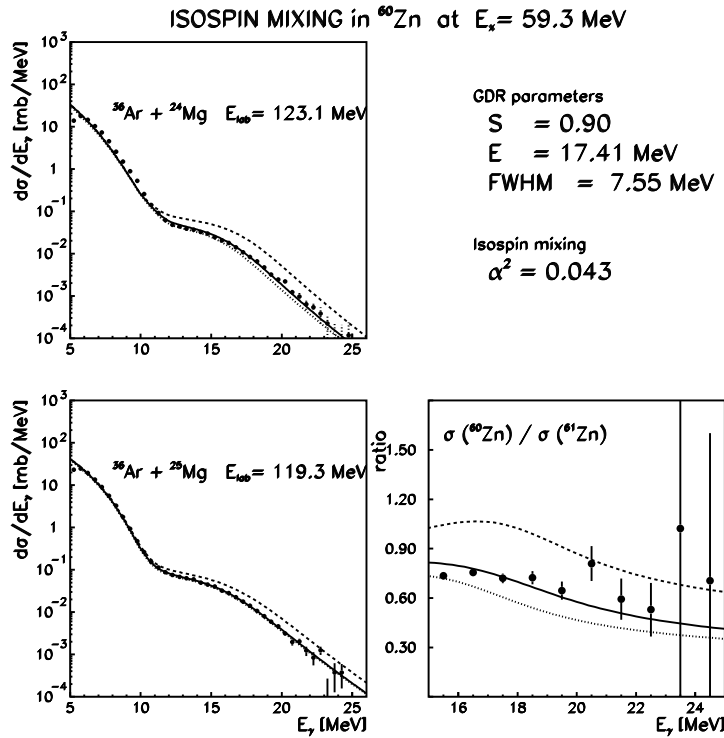 ISOSPIN MIXING in ⁶⁰Zn at Eₓ= 59.3 MeV
dσ/dEᵧ [mb/MeV]
³⁶Ar + ²⁴Mg E_lab= 123.1 MeV
10³
10²
10
1
10⁻¹
10⁻²
10⁻³
10⁻⁴
5 10 15 20 25
GDR parameters
S = 0.90
E = 17.41 MeV
FWHM = 7.55 MeV
Isospin mixing
α² = 0.043
dσ/dEᵧ [mb/MeV]
³⁶Ar + ²⁵Mg E_lab= 119.3 MeV
10³
10²
10
1
10⁻¹
10⁻²
10⁻³
10⁻⁴
5 10 15 20 25
Eᵧ [MeV]
ratio
σ (⁶⁰Zn) / σ (⁶¹Zn)
1.50
1.20
0.90
0.60
0.30
16 18 20 22 24
Eᵧ [MeV]